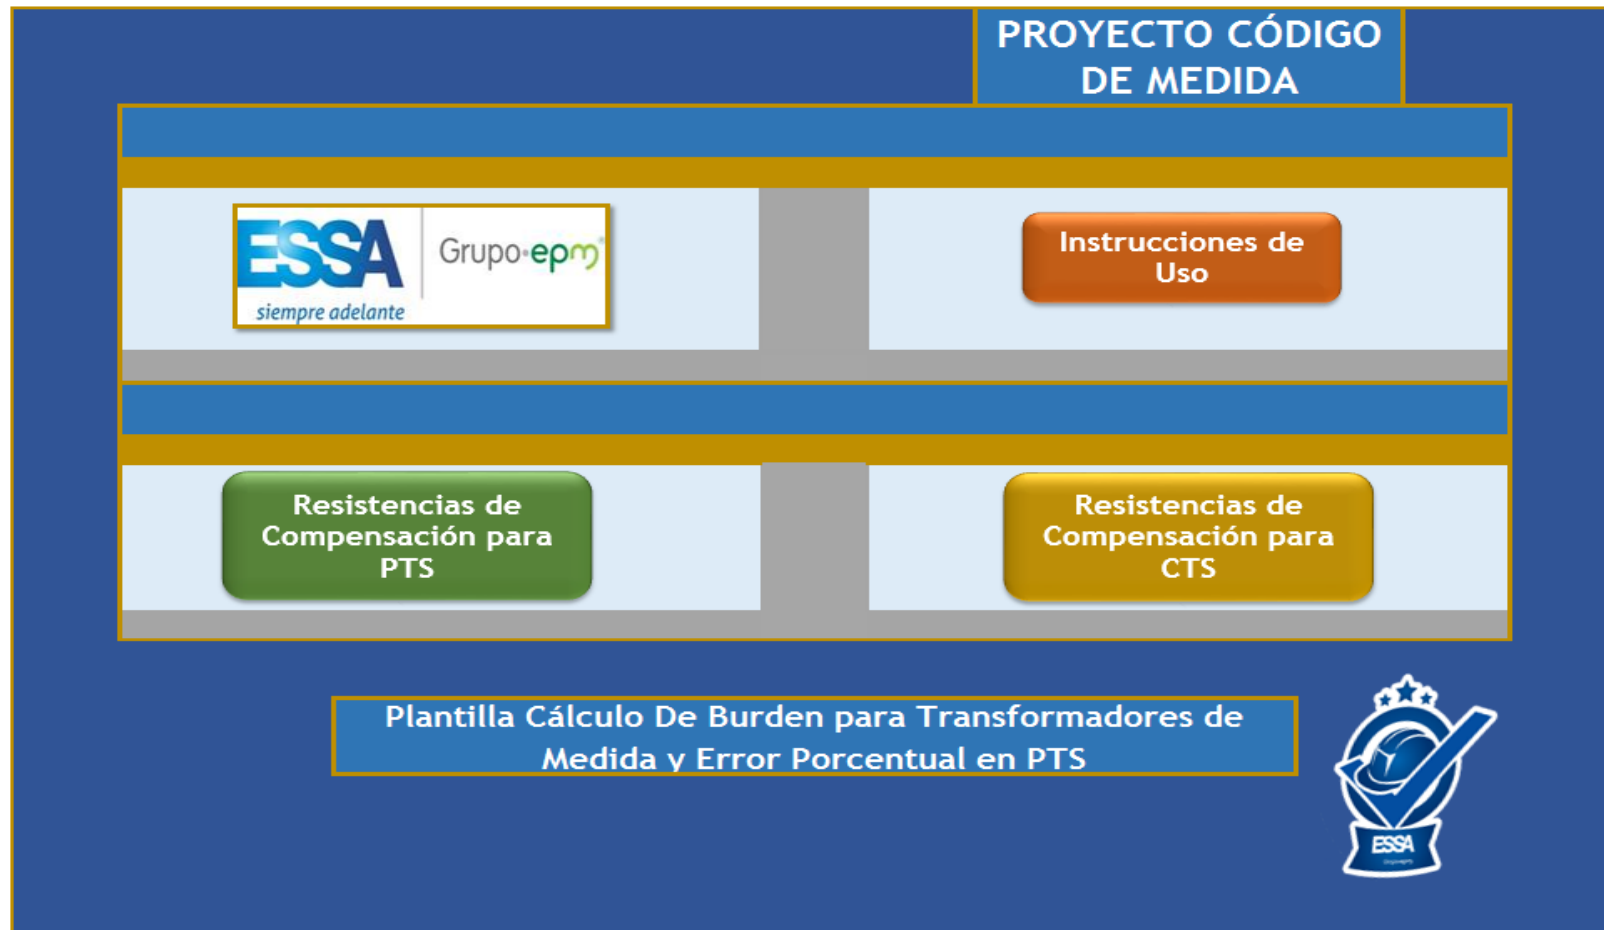 PROYECTO CÓDIGO
DE MEDIDA
ESSA
Grupo·epm®
siempre adelante
Instrucciones de
Uso
Resistencias de
Compensación para
PTS
Resistencias de
Compensación para
CTS
Plantilla Cálculo De Burden para Transformadores de
Medida y Error Porcentual en PTS
ESSA